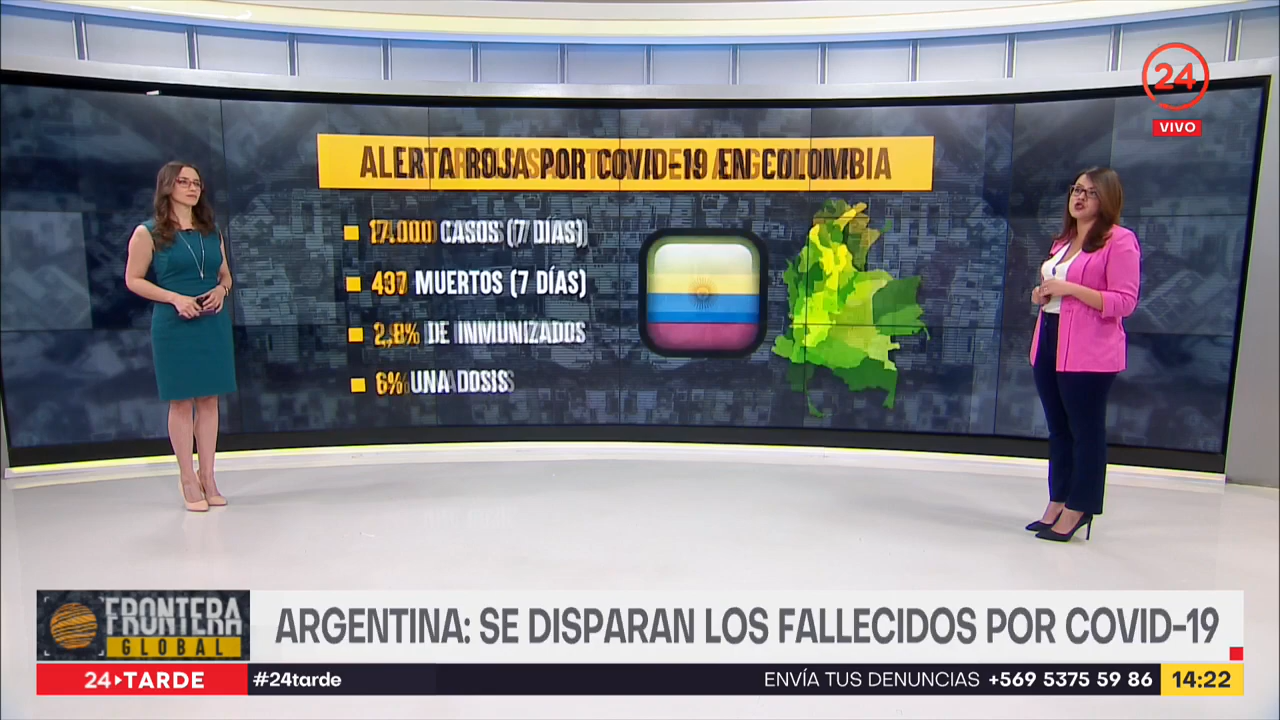 24
VIVO
ALERTA ROJA POR COVID-19 EN COLOMBIA
17.000 CASOS (7 DÍAS)
MUERTOS (7 DÍAS)
2,8% DE INMUNIZADOS
6% UNA DOSIS
FRONTERA
GLOBAL
ARGENTINA: SE DISPARAN LOS FALLECIDOS POR COVID-19
24 TARDE
#24tarde
ENVÍA TUS DENUNCIAS +569 5375 59 86
14:22